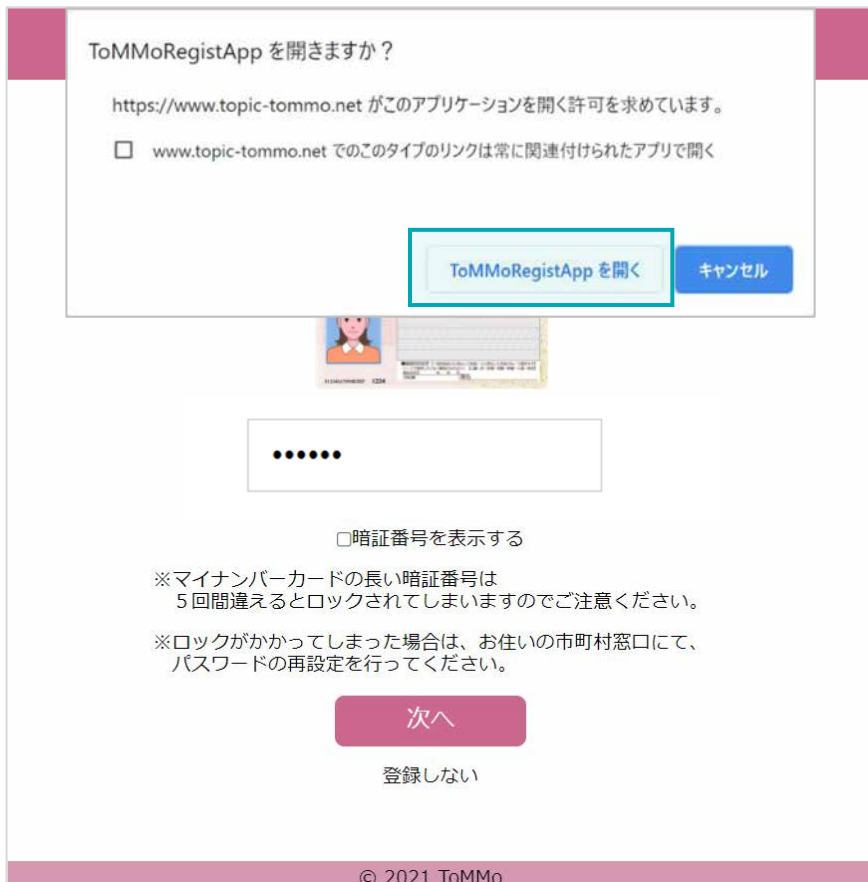 ToMMoRegistApp を開きますか？
https://www.topic-tommo.net がこのアプリケーションを開く許可を求めています。
www.topic-tommo.net でのこのタイプのリンクは常に関連付けられたアプリで開く
ToMMoRegistApp を開く
キャンセル
1234
••••••
暗証番号を表示する
※マイナンバーカードの長い暗証番号は
５回間違えるとロックされてしまいますのでご注意ください。
※ロックがかかってしまった場合は、お住いの市町村窓口にて、
パスワードの再設定を行ってください。
次へ
登録しない
© 2021 ToMMo